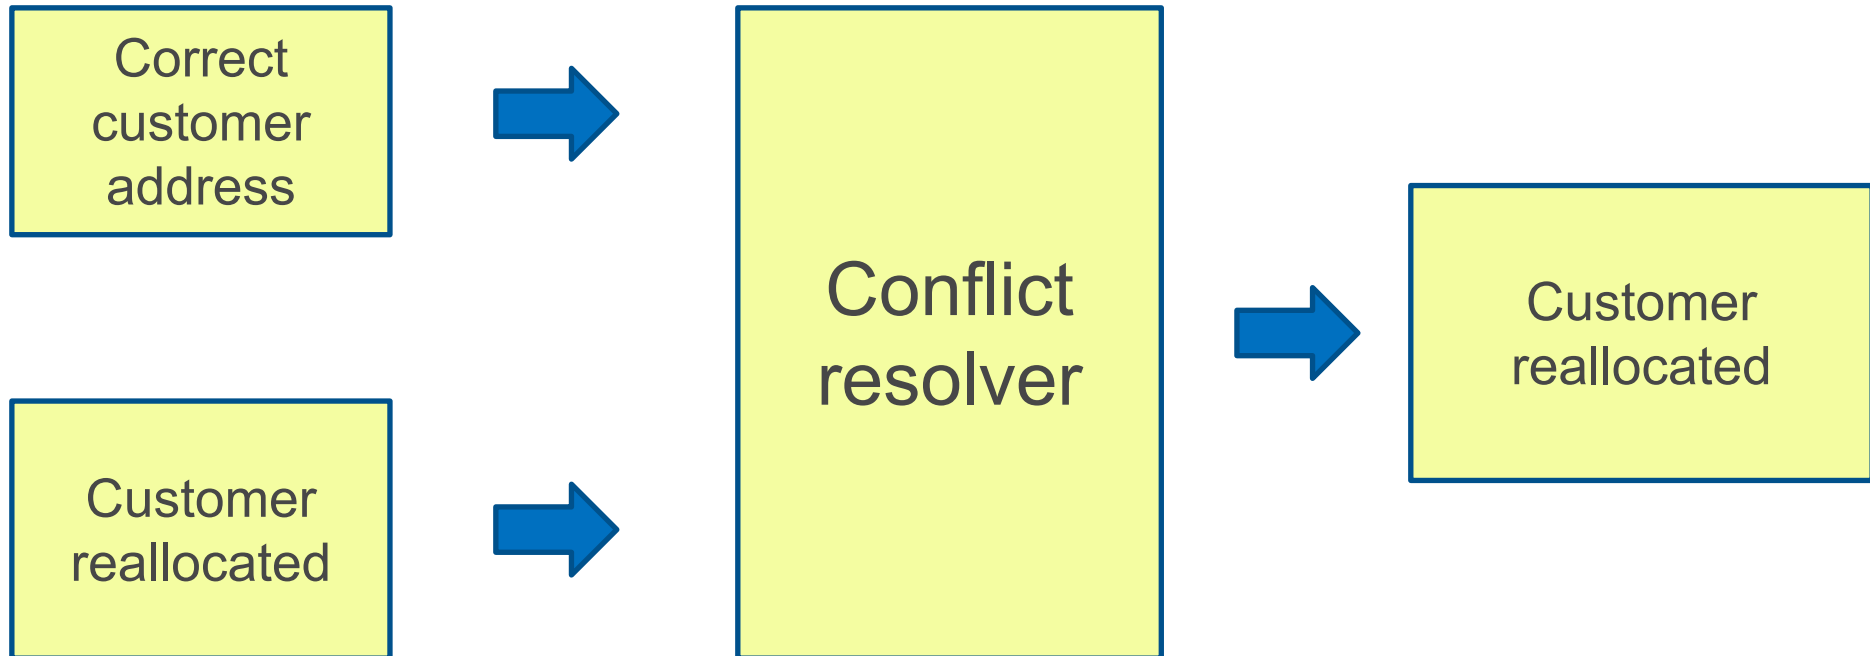 Correct
customer
address
Customer
reallocated
Conflict
resolver
Customer
reallocated